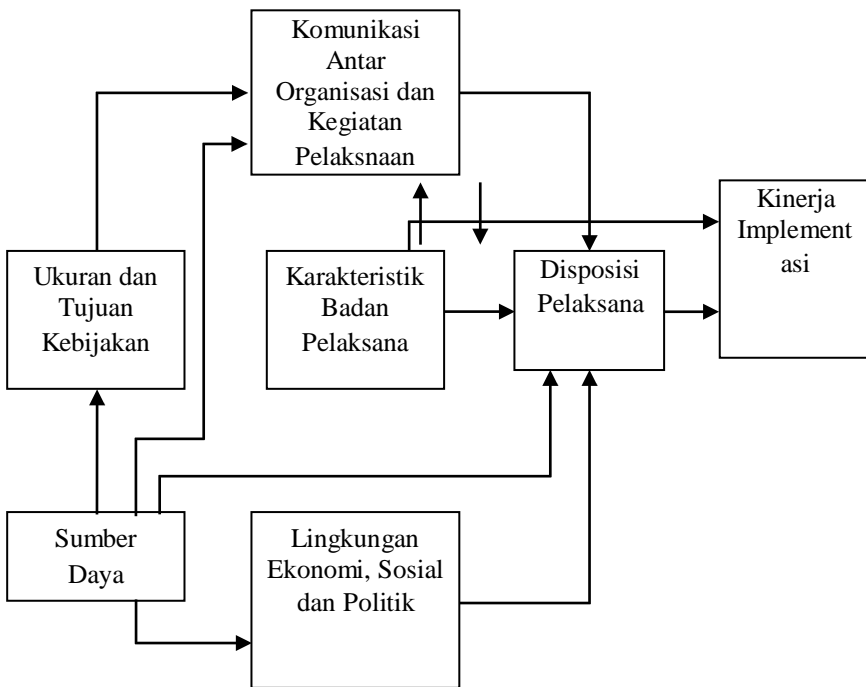 Komunikasi
Antar
Organisasi dan
Kegiatan
Pelaksnaan
Kinerja
Implement
asi
Ukuran dan
Tujuan
Kebijakan
Karakteristik
Badan
Pelaksana
Disposisi
Pelaksana
Sumber
Daya
Lingkungan
Ekonomi, Sosial
dan Politik